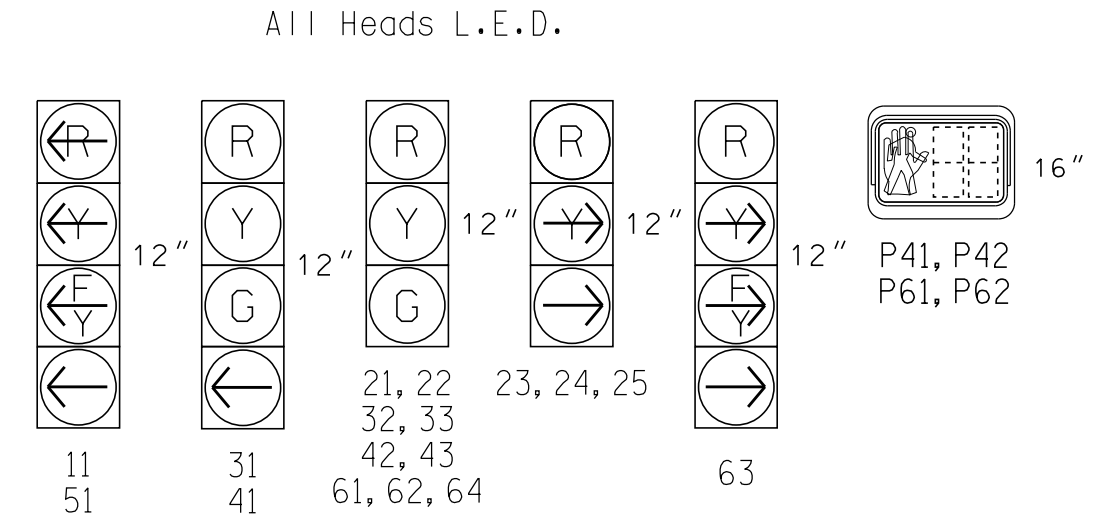 All Heads L.E.D.
R
Y
F
Y
12"
11
51
R
Y
G
12"
31
41
R
Y
G
12"
21, 22
32, 33
42, 43
61, 62, 64
R
Y
12"
23, 24, 25
R
Y
F
Y
12"
63
16"
P41, P42
P61, P62